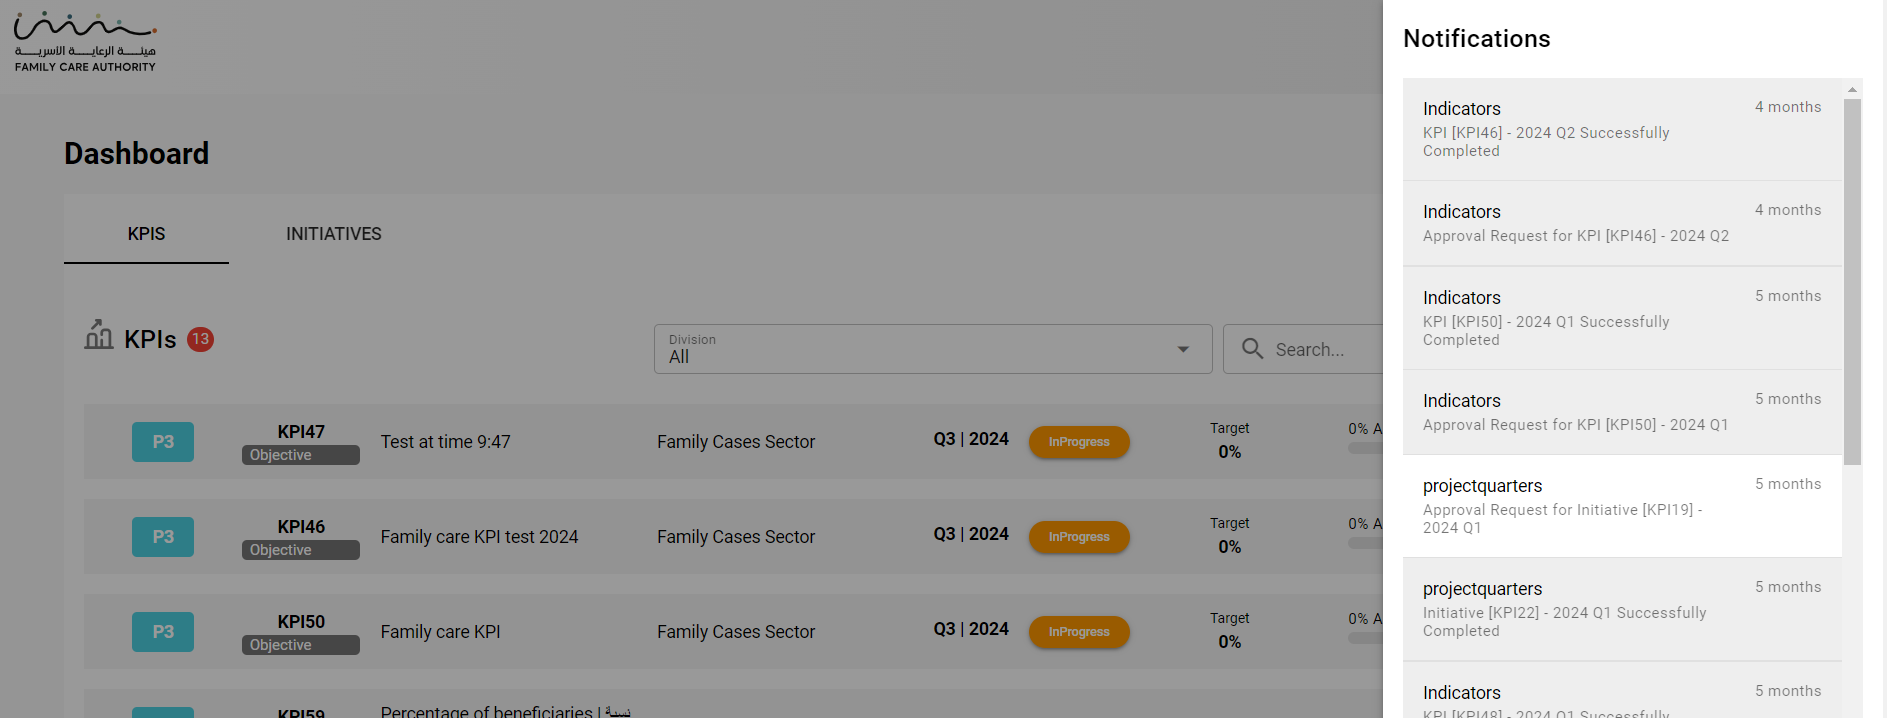 هيئة الرعاية الأسرية
FAMILY CARE AUTHORITY
Dashboard
KPIS
INITIATIVES
KPIs 13
Division
All
Search...
P3
KPI47
Objective
Test at time 9:47
Family Cases Sector
Q3 | 2024
InProgress
Target
0%
0% A
P3
KPI46
Objective
Family care KPI test 2024
Family Cases Sector
Q3 | 2024
InProgress
Target
0%
0% A
P3
KPI50
Objective
Family care KPI
Family Cases Sector
Q3 | 2024
InProgress
Target
0%
0% A
KPI59
Percentage of beneficiaries | نسبة
Notifications
Indicators
4 months
KPI [KPI46] - 2024 Q2 Successfully
Completed
Indicators
4 months
Approval Request for KPI [KPI46] - 2024 Q2
Indicators
5 months
KPI [KPI50] - 2024 Q1 Successfully
Completed
Indicators
5 months
Approval Request for KPI [KPI50] - 2024 Q1
projectquarters
5 months
Approval Request for Initiative [KPI19] -
2024 Q1
projectquarters
5 months
Initiative [KPI22] - 2024 Q1 Successfully
Completed
Indicators
5 months
KPI [KPI48] - 2024 Q1 Successfully